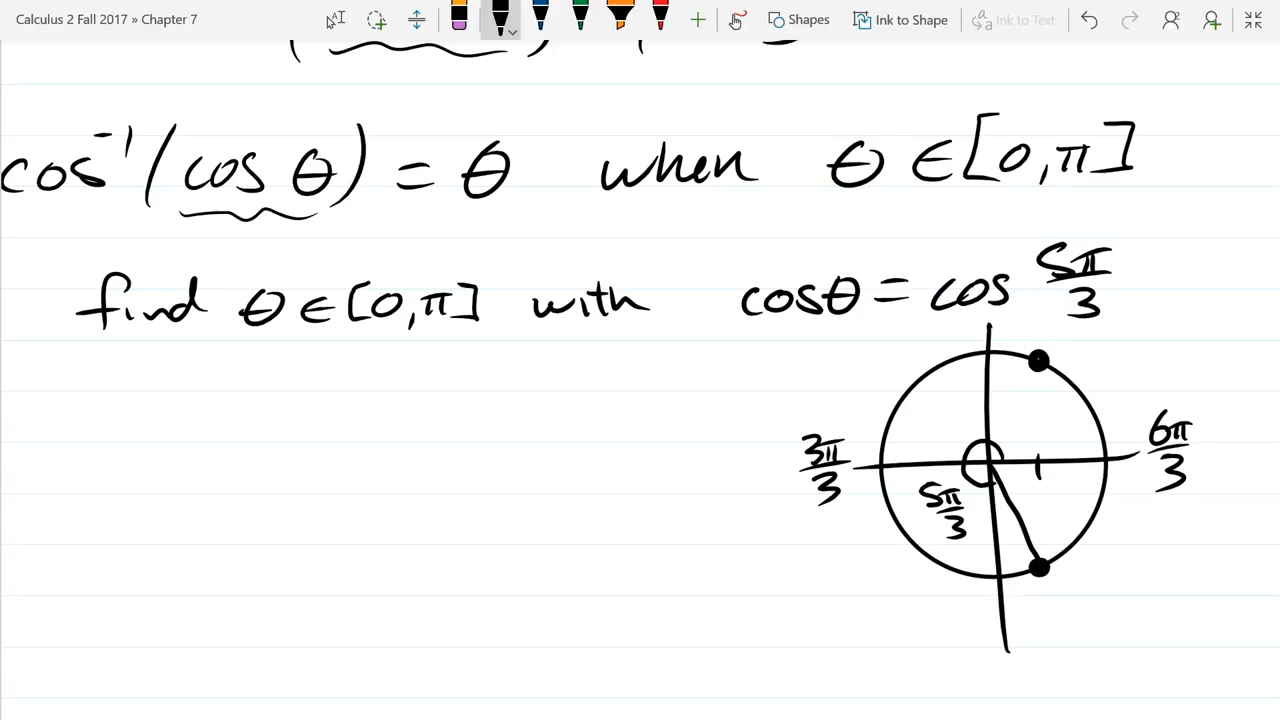 Calculus 2 Fall 2017 » Chapter 7
Shapes
Ink to Shape
Ink to Text
cos⁻¹(cos θ) = θ when θ ∈ [0, π]
find θ ∈ [0, π] with cos θ = cos 5π/3
3π/3
6π/3
5π/3